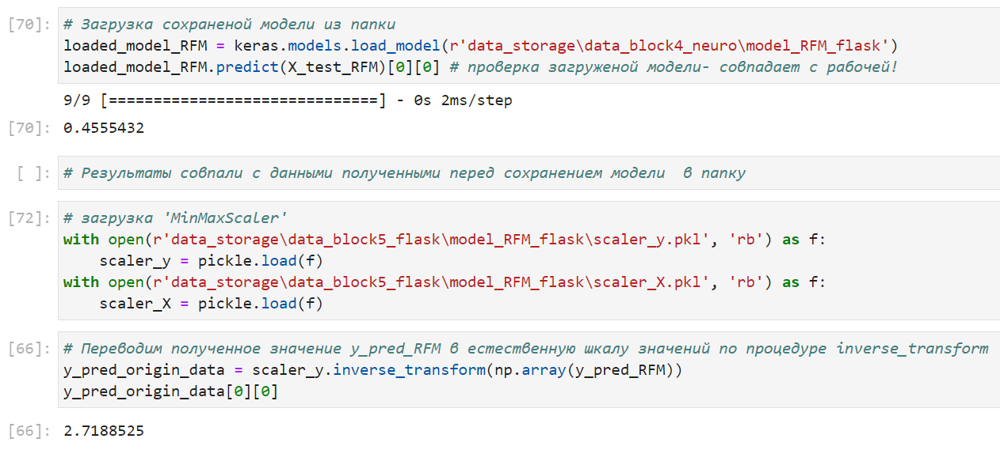 [70]: # Загрузка сохраненой модели из папки
loaded_model_RFM = keras.models.load_model(r'data_storage\data_block4_neuro\model_RFM_flask')
loaded_model_RFM.predict(X_test_RFM)[0][0] # проверка загруженой модели- совпадает с рабочей!
9/9 [==============================] - 0s 2ms/step
[70]: 0.4555432
[ ]: # Результаты совпали с данными полученными перед сохранением модели  в папку
[72]: # загрузка 'MinMaxScaler'
with open(r'data_storage\data_block5_flask\model_RFM_flask\scaler_y.pkl', 'rb') as f:
    scaler_y = pickle.load(f)
with open(r'data_storage\data_block5_flask\model_RFM_flask\scaler_X.pkl', 'rb') as f:
    scaler_X = pickle.load(f)
[66]: # Переводим полученное значение y_pred_RFM в естественную шкалу значений по процедуре inverse_transform
y_pred_origin_data = scaler_y.inverse_transform(np.array(y_pred_RFM))
y_pred_origin_data[0][0]
[66]: 2.7188525